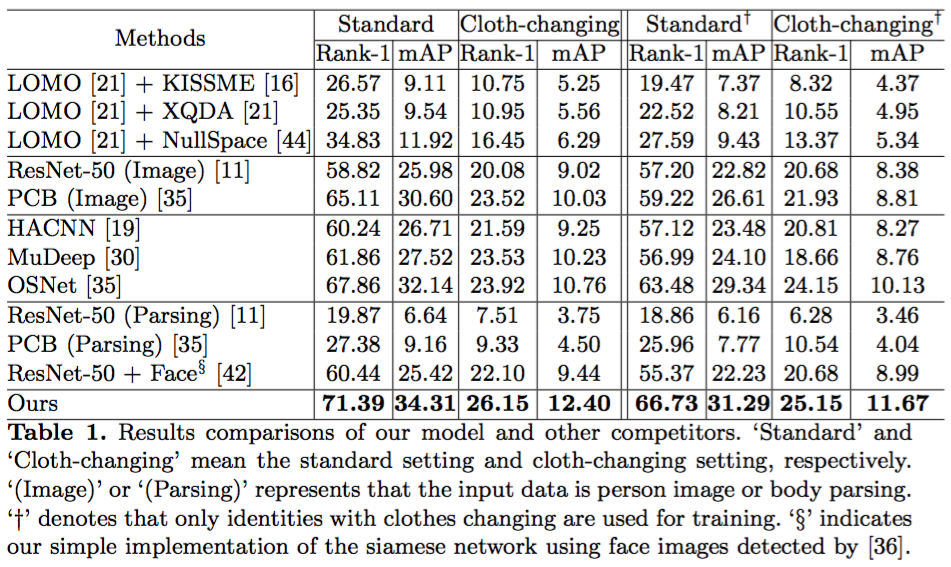 Methods Standard Cloth-changing Standard† Cloth-changing†
Rank-1 mAP Rank-1 mAP Rank-1 mAP Rank-1 mAP
LOMO [21] + KISSME [16] 26.57 9.11 10.75 5.25 19.47 7.37 8.32 4.37
LOMO [21] + XQDA [21] 25.35 9.54 10.95 5.56 22.52 8.21 10.55 4.95
LOMO [21] + NullSpace [44] 34.83 11.92 16.45 6.29 27.59 9.43 13.37 5.34
ResNet-50 (Image) [11] 58.82 25.98 20.08 9.02 57.20 22.82 20.68 8.38
PCB (Image) [35] 65.11 30.60 23.52 10.03 59.22 26.61 21.93 8.81
HACNN [19] 60.24 26.71 21.59 9.25 57.12 23.48 20.81 8.27
MuDeep [30] 61.86 27.52 23.53 10.23 56.99 24.10 18.66 8.76
OSNet [35] 67.86 32.14 23.92 10.76 63.48 29.34 24.15 10.13
ResNet-50 (Parsing) [11] 19.87 6.64 7.51 3.75 18.86 6.16 6.28 3.46
PCB (Parsing) [35] 27.38 9.16 9.33 4.50 25.96 7.77 10.54 4.04
ResNet-50 + Face§ [42] 60.44 25.42 22.10 9.44 55.37 22.23 20.68 8.99
Ours 71.39 34.31 26.15 12.40 66.73 31.29 25.15 11.67
Table 1. Results comparisons of our model and other competitors. ‘Standard’ and
‘Cloth-changing’ mean the standard setting and cloth-changing setting, respectively.
‘(Image)’ or ‘(Parsing)’ represents that the input data is person image or body parsing.
‘†’ denotes that only identities with clothes changing are used for training. ‘§’ indicates
our simple implementation of the siamese network using face images detected by [36].